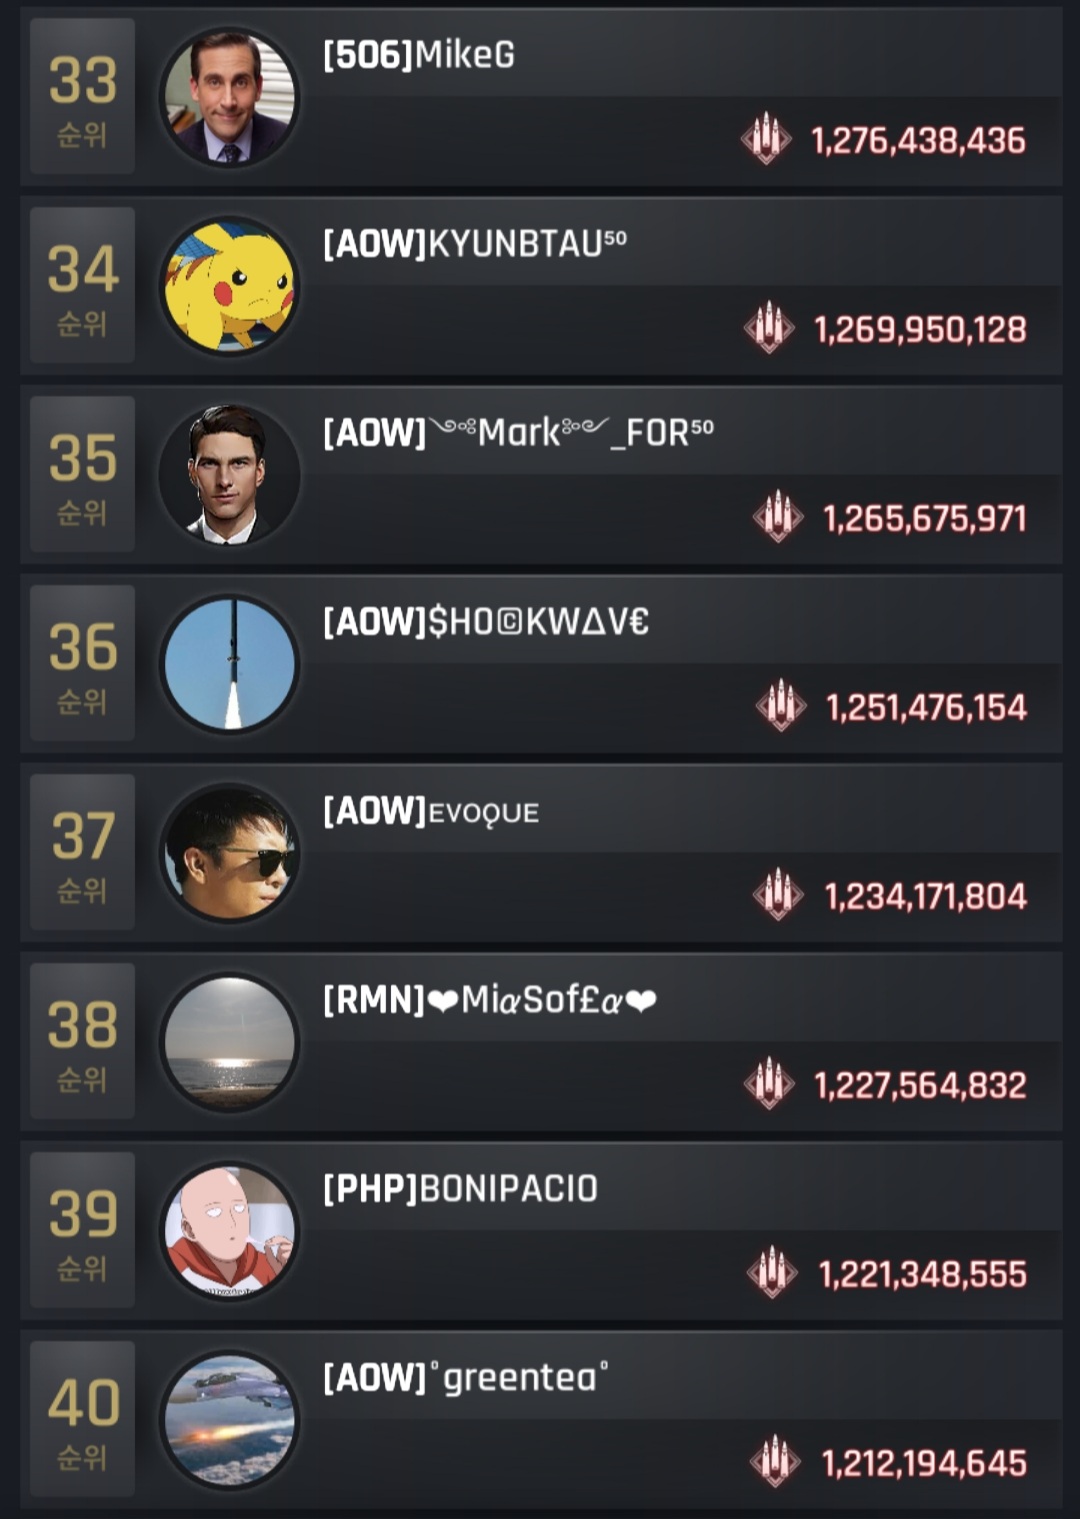 33
순위
[506]MikeG
1,276,438,436
34
순위
[AOW]KYUNBTAU⁵⁰
1,269,950,128
35
순위
[AOW]༄༻Mark༺࿐_FOR⁵⁰
1,265,675,971
36
순위
[AOW]$HO©KW∆V€
1,251,476,154
37
순위
[AOW]ᴇᴠᴏǫᴜᴇ
1,234,171,804
38
순위
[RMN]❤MiαSof£α❤
1,227,564,832
39
순위
[PHP]BONIPACIO
1,221,348,555
40
순위
[AOW]°greentea°
1,212,194,645